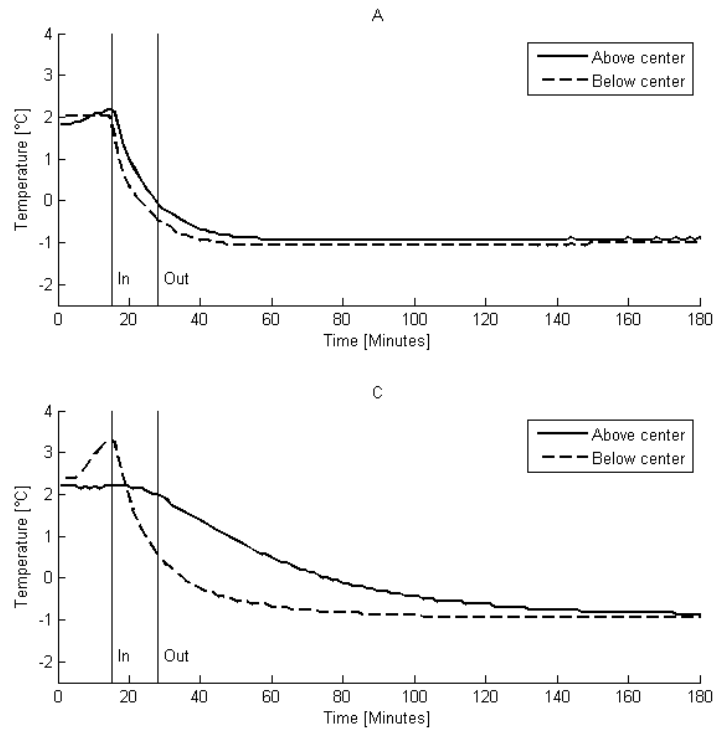 A
4
3
2
1
0
-1
-2
Temperature [°C]
Above center
Below center
In
Out
0 20 40 60 80 100 120 140 160 180
Time [Minutes]
C
4
3
2
1
0
-1
-2
Temperature [°C]
Above center
Below center
In
Out
0 20 40 60 80 100 120 140 160 180
Time [Minutes]